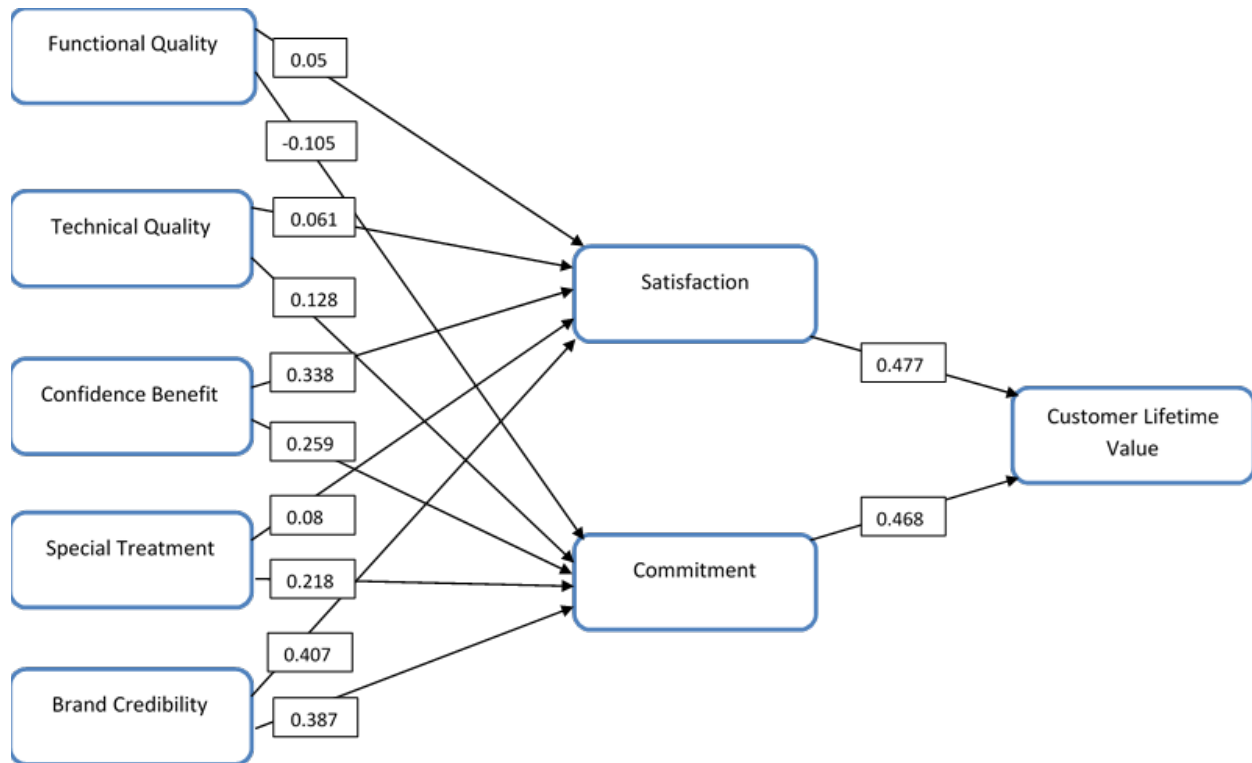 Functional Quality
0.05
-0.105
Technical Quality
0.061
0.128
Satisfaction
Confidence Benefit
0.338
0.259
0.477
Customer Lifetime
Value
Special Treatment
0.08
0.218
0.468
Commitment
Brand Credibility
0.407
0.387